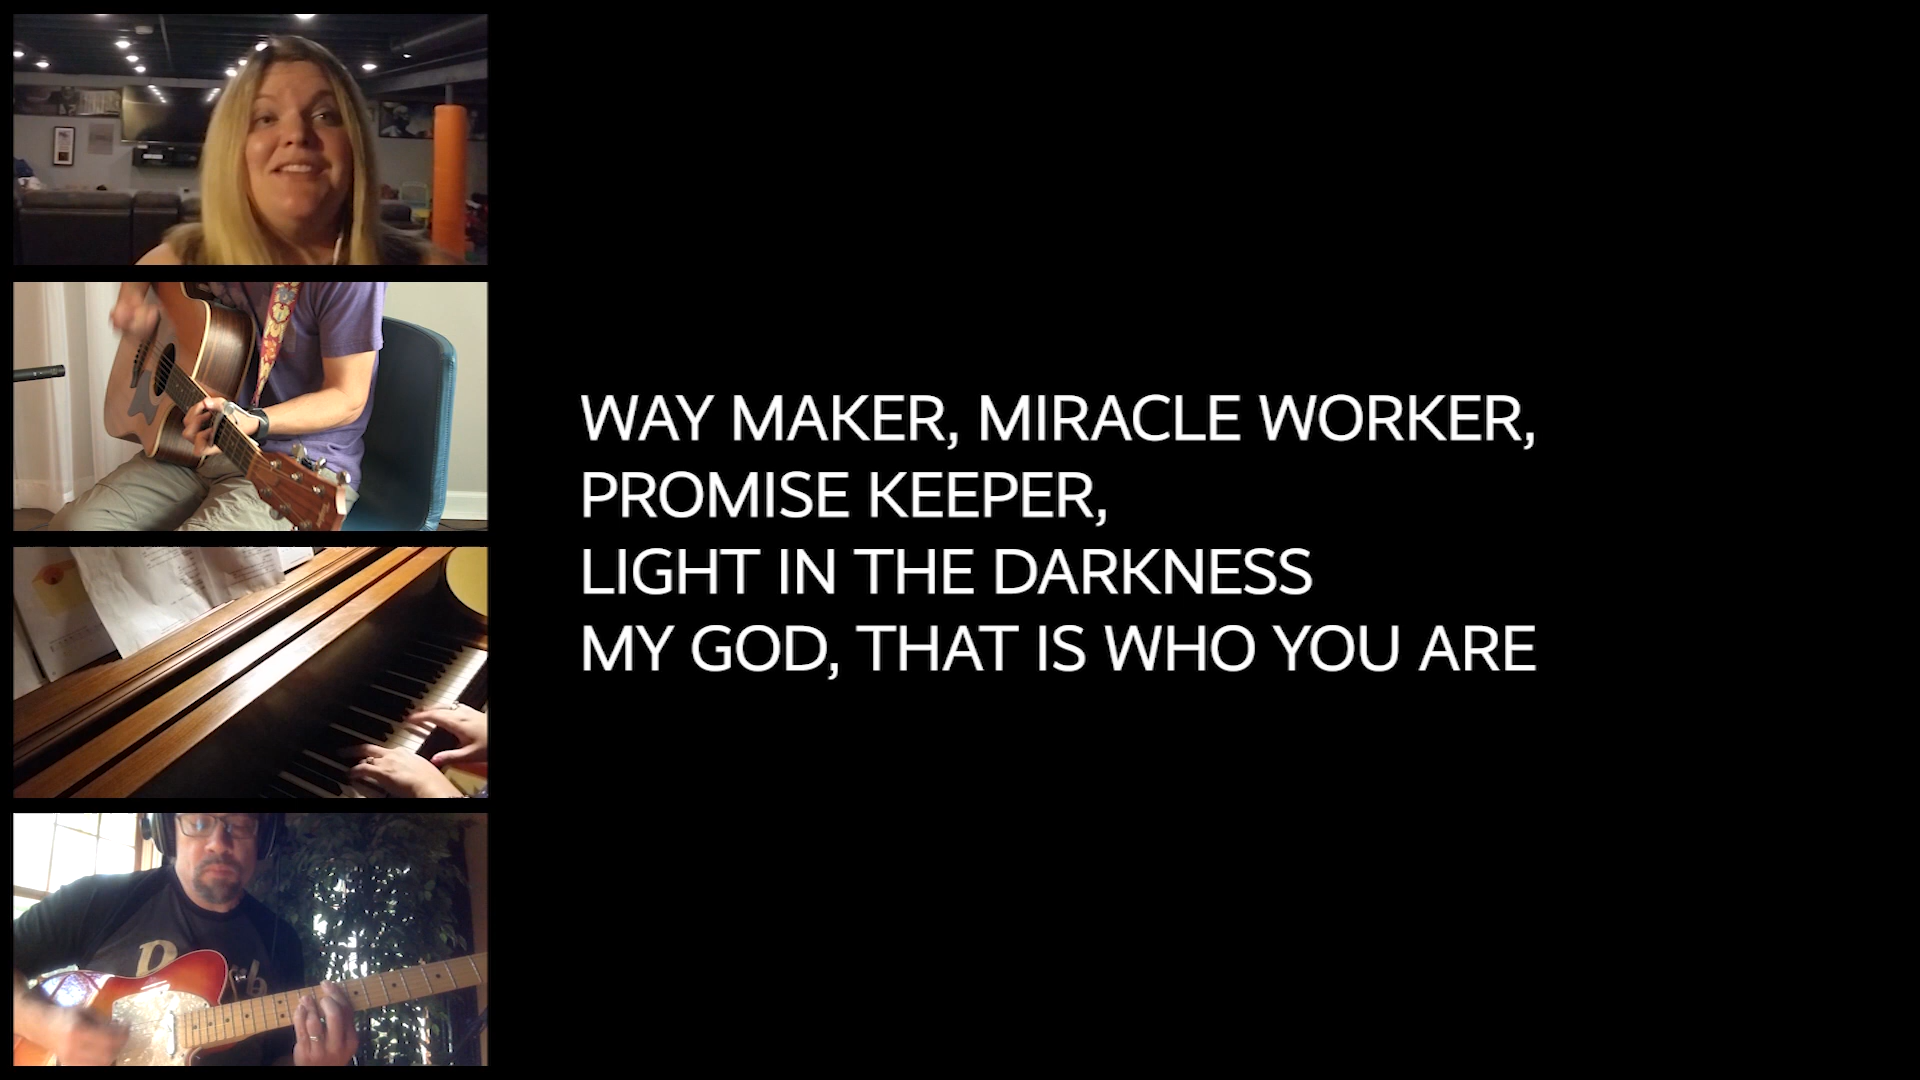 WAY MAKER, MIRACLE WORKER,
PROMISE KEEPER,
LIGHT IN THE DARKNESS
MY GOD, THAT IS WHO YOU ARE